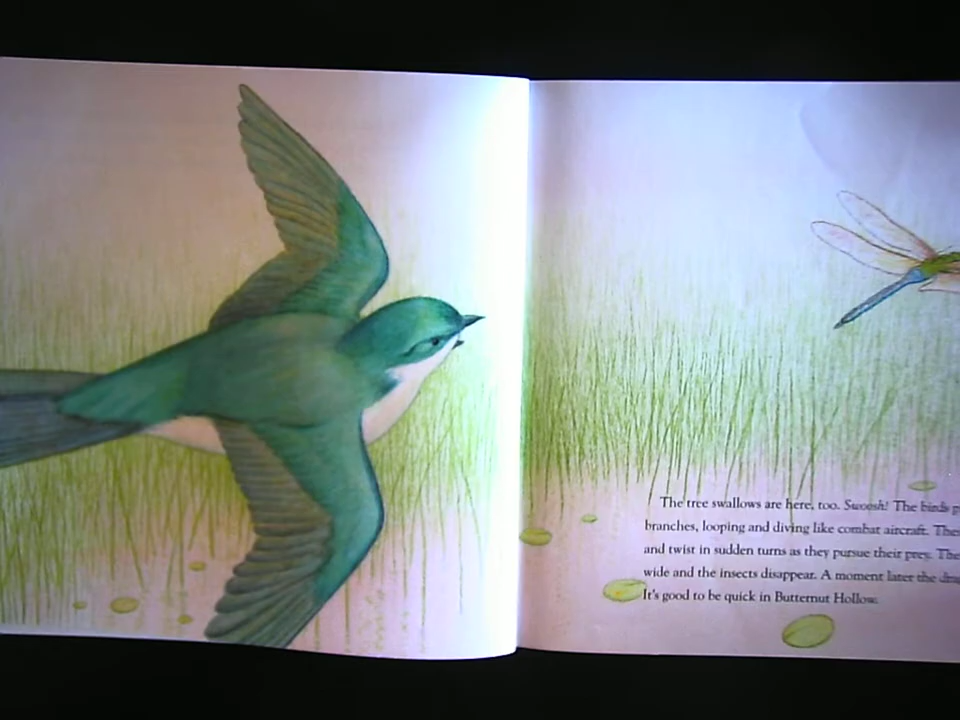 The tree swallows are here, too. Swoosh! The birds
branches, looping and diving like combat aircraft.
and twist in sudden turns as they pursue their prey.
wide and the insects disappear. A moment later the
It's good to be quick in Butternut Hollow.